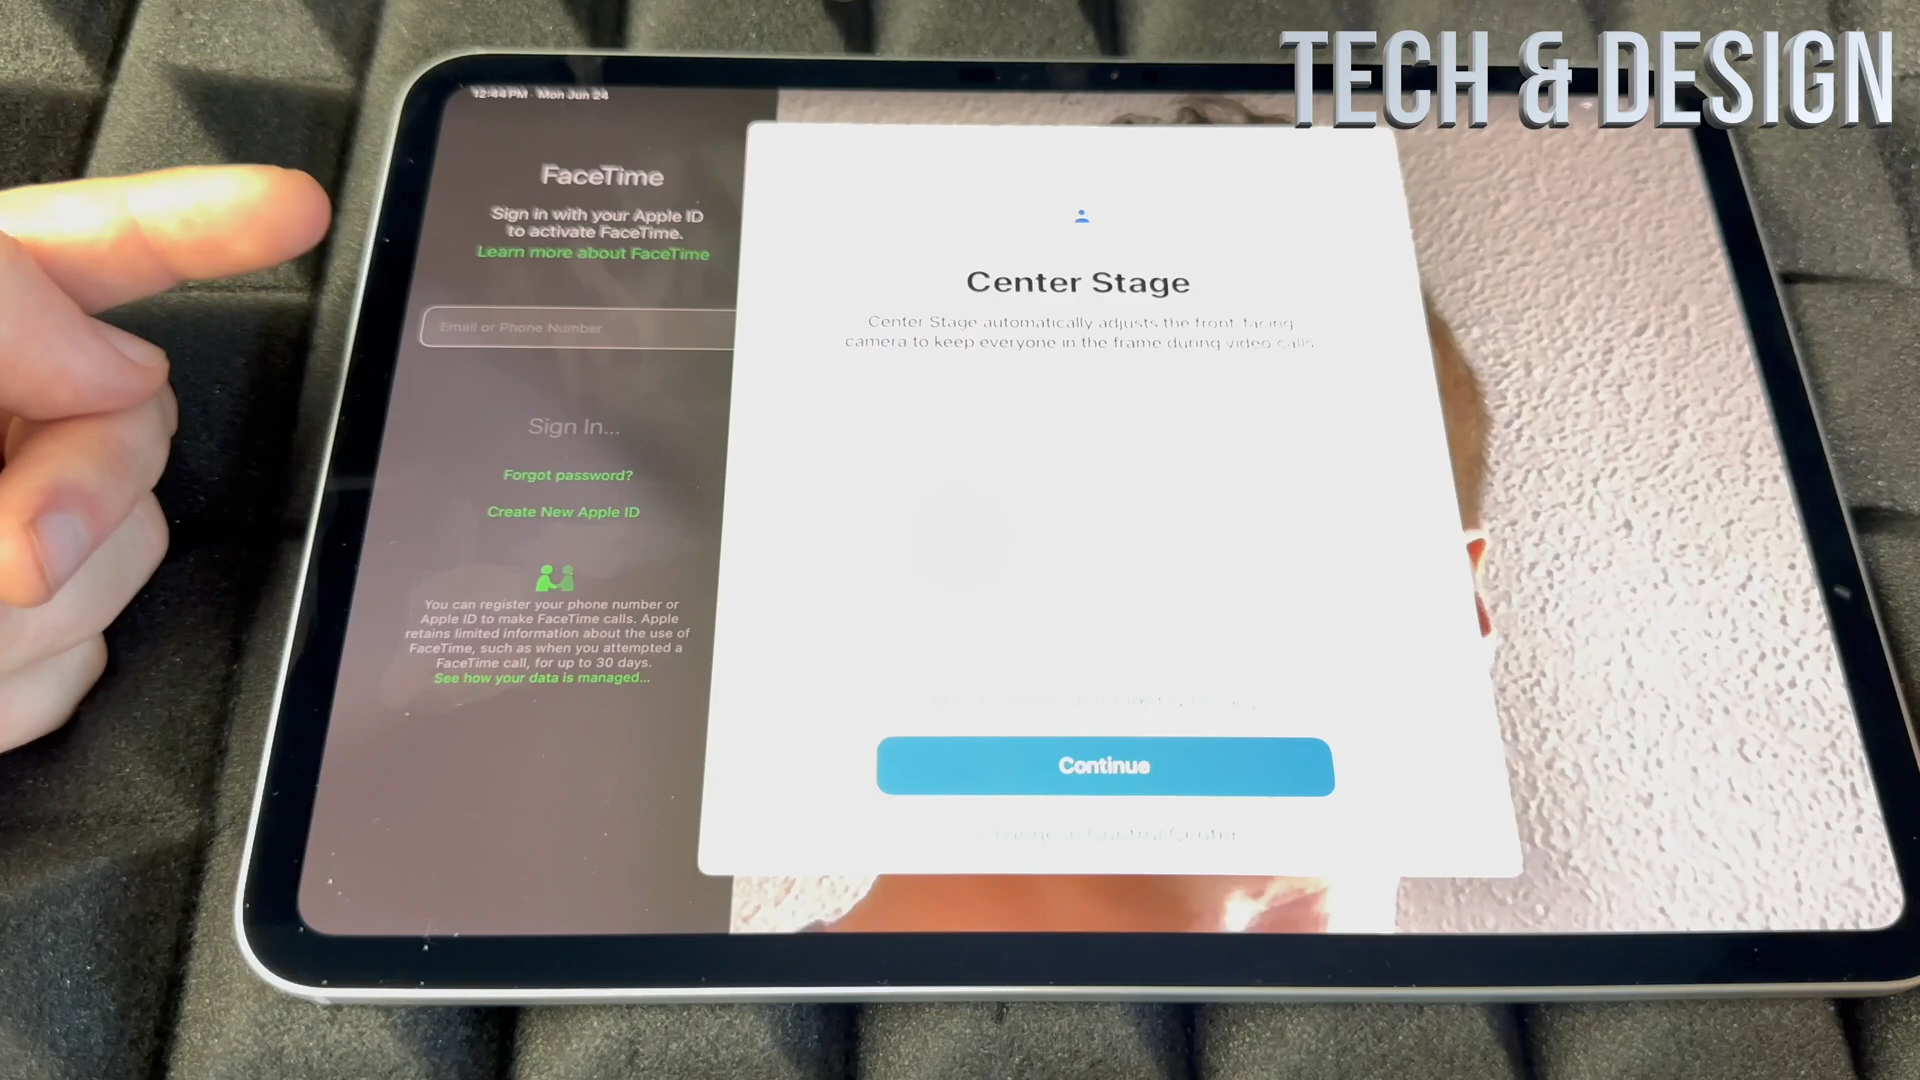 TECH & DESIGN
12:44 PM Mon Jun 24
FaceTime
Sign in with your Apple ID
to activate FaceTime.
Learn more about FaceTime
Email or Phone Number
Sign In...
Forgot password?
Create New Apple ID
You can register your phone number or
Apple ID to make FaceTime calls. Apple
retains limited information about the use of
FaceTime, such as when you attempted a
FaceTime call, for up to 30 days.
See how your data is managed...
Center Stage
Center Stage automatically adjusts the front-facing
camera to keep everyone in the frame during video calls.
Continue
Control Center